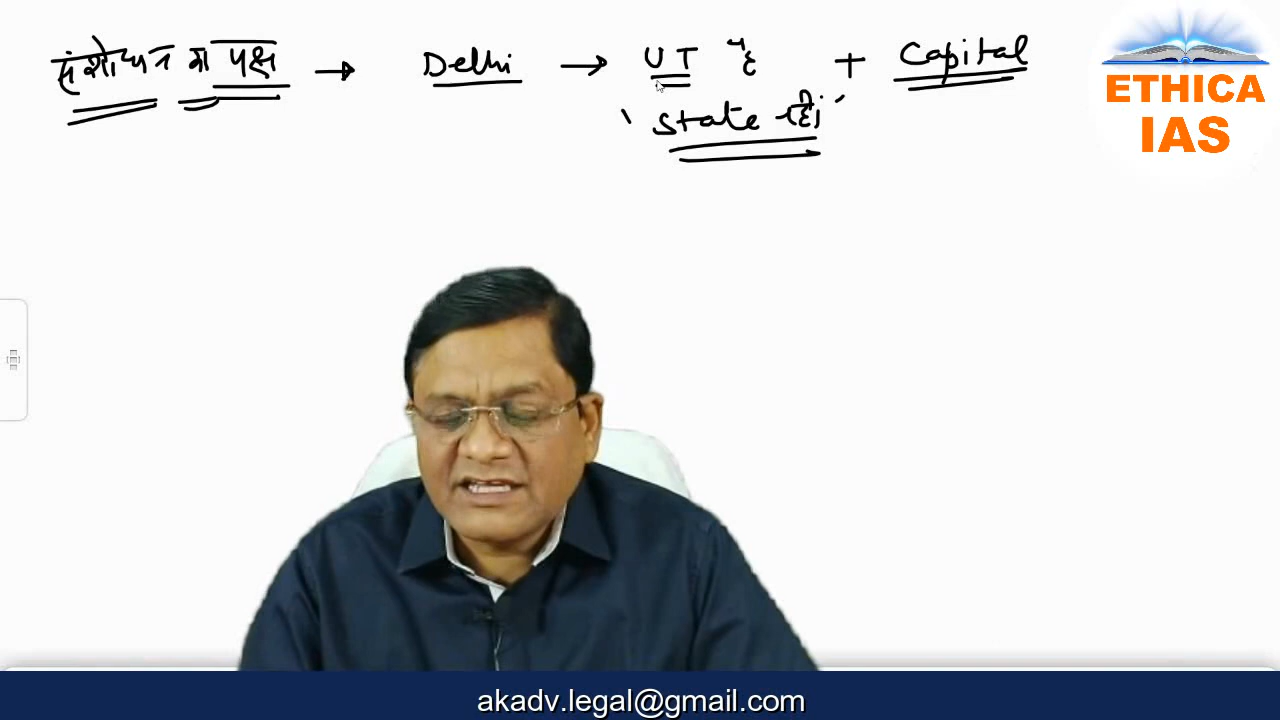 संशोधन का पक्ष → Delhi → UT है + Capital
' State नहीं '
ETHICA
IAS
akadv.legal@gmail.com